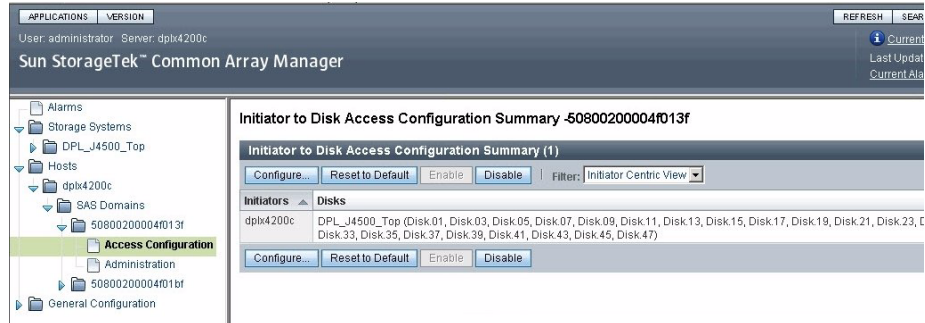 APPLICATIONS VERSION REFRESH SEAR
User: administrator Server: dplx4200c Current
Sun StorageTek™ Common Array Manager Last Updat
Current Ala
Alarms
Storage Systems
DPL_J4500_Top
Hosts
dplx4200c
SAS Domains
50800200004f013f
Access Configuration
Administration
50800200004f01bf
General Configuration
Initiator to Disk Access Configuration Summary -50800200004f013f
Initiator to Disk Access Configuration Summary (1)
Configure... Reset to Default Enable Disable Filter: Initiator Centric View
Initiators Disks
dplx4200c DPL_J4500_Top (Disk.01, Disk.03, Disk.05, Disk.07, Disk.09, Disk.11, Disk.13, Disk.15, Disk.17, Disk.19, Disk.21, Disk.23, D
Disk.33, Disk.35, Disk.37, Disk.39, Disk.41, Disk.43, Disk.45, Disk.47)
Configure... Reset to Default Enable Disable